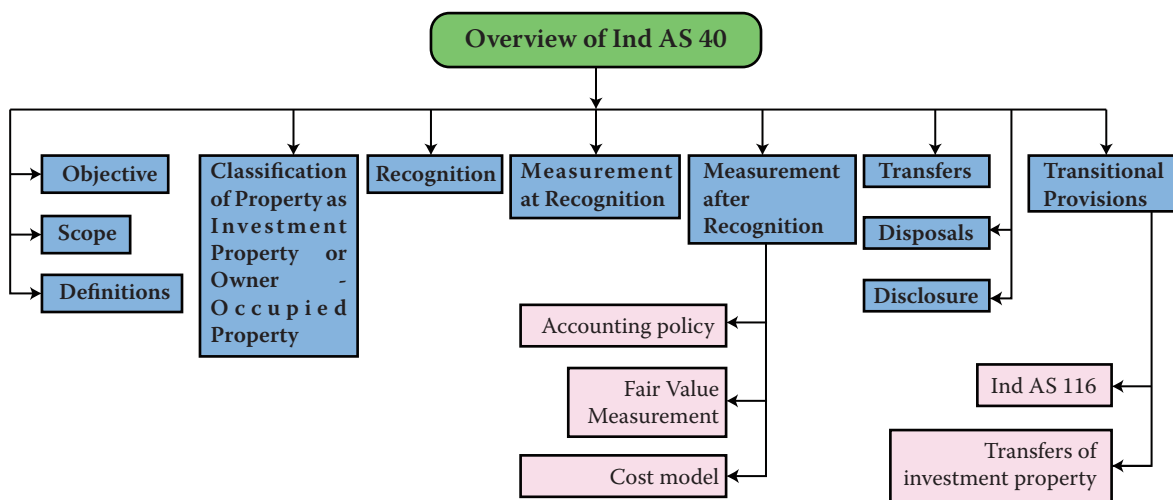 Overview of Ind AS 40
Objective
Scope
Definitions
Classification
of Property as
Investment
Property or
Owner -
Occupied
Property
Recognition
Measurement
at Recognition
Measurement
after
Recognition
Accounting policy
Fair Value
Measurement
Cost model
Transfers
Disposals
Disclosure
Transitional
Provisions
Ind AS 116
Transfers of
investment property